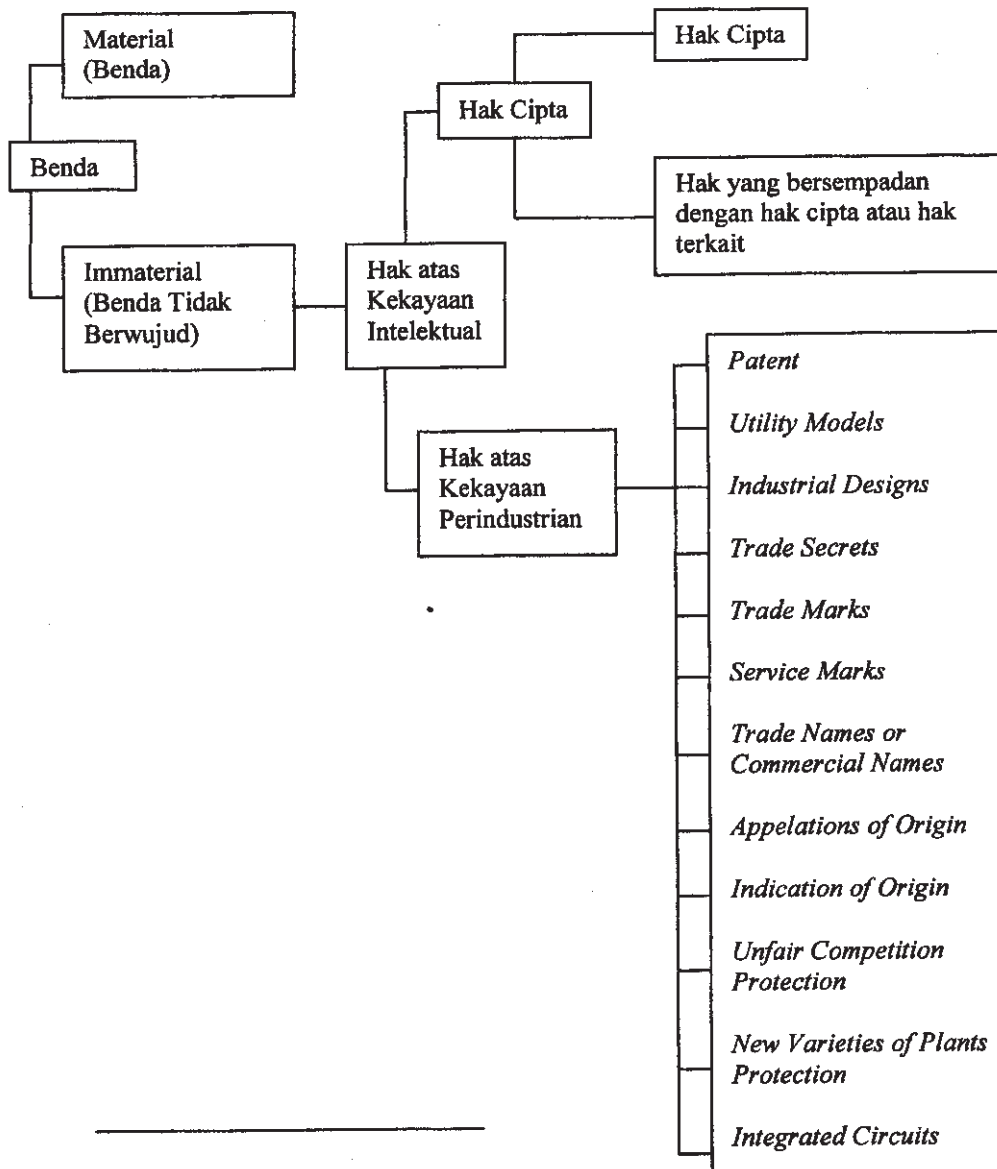 Material
(Benda)
Benda
Immaterial
(Benda Tidak
Berwujud)
Hak atas
Kekayaan
Intelektual
Hak Cipta
Hak Cipta
Hak yang bersempadan
dengan hak cipta atau hak
terkait
Hak atas
Kekayaan
Perindustrian
Patent
Utility Models
Industrial Designs
Trade Secrets
Trade Marks
Service Marks
Trade Names or
Commercial Names
Appelations of Origin
Indication of Origin
Unfair Competition
Protection
New Varieties of Plants
Protection
Integrated Circuits